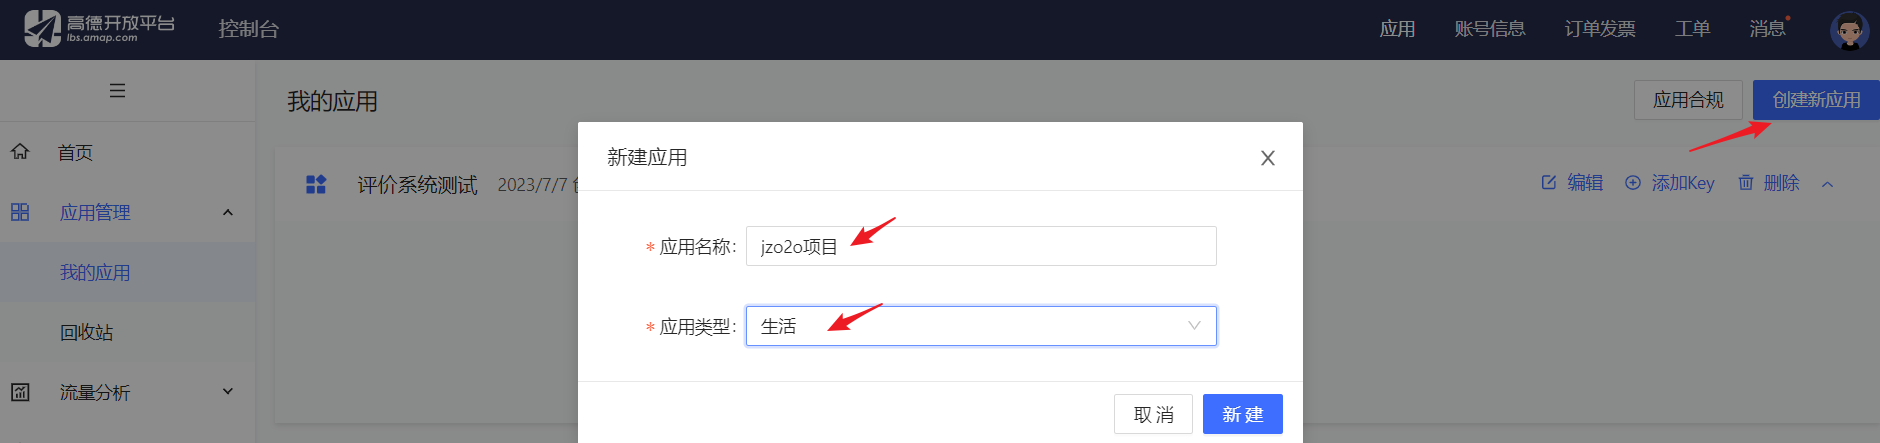 高德开放平台
lbs.amap.com
控制台
应用
账号信息
订单发票
工单
消息
我的应用
应用合规
创建新应用
首页
应用管理
我的应用
回收站
流量分析
评价系统测试
2023/7/7
编辑
添加Key
删除
新建应用
* 应用名称:
jzo2o项目
* 应用类型:
生活
取 消
新 建